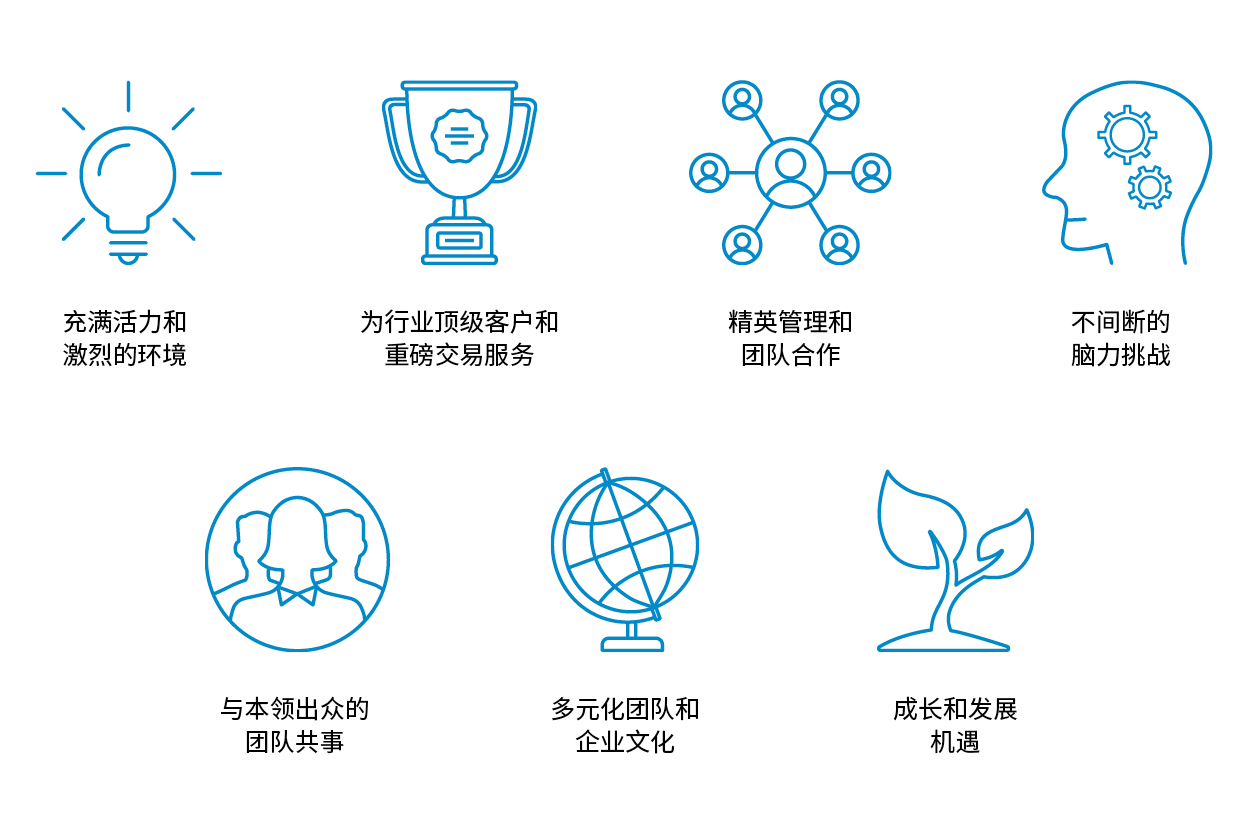 充满活力和
激烈的环境
为行业顶级客户和
重磅交易服务
精英管理和
团队合作
不间断的
脑力挑战
与本领出众的
团队共事
多元化团队和
企业文化
成长和发展
机遇